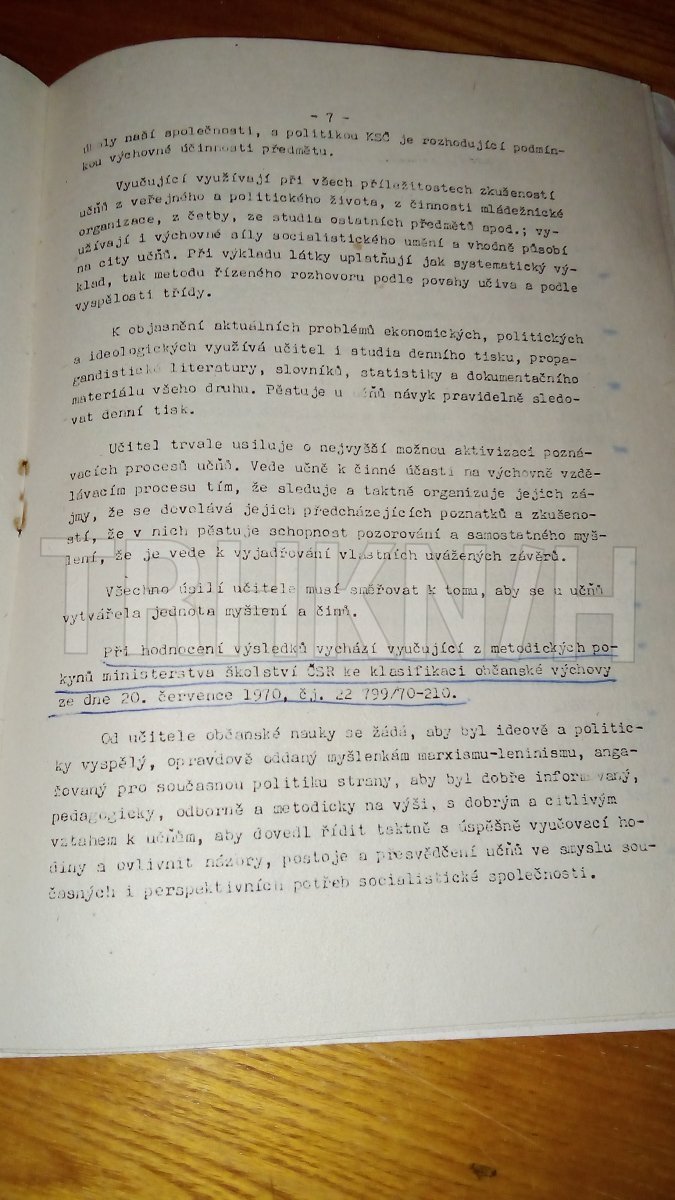 - 7 -
úkoly naší společnosti, s politikou KSČ je rozhodující podmín-
kou výchovné účinnosti předmětu.
Vyučující využívají při všech příležitostech zkušeností
učňů z veřejného a politického života, z činnosti mládežnické
organizace, z četby, ze studia ostatních předmětů apod.; vy-
užívají i výchovné síly socialistického umění a vhodně působí
na city učňů. Při výkladu látky uplatňují jak systematický vý-
klad, tak metodu řízeného rozhovoru podle povahy učiva a podle
vyspělosti třídy.
K objasnění aktuálních problémů ekonomických, politických
a ideologických využívá učitel i studia denního tisku, propa-
gandistické literatury, slovníků, statistiky a dokumentačního
materiálu všeho druhu. Pěstuje u učňů návyk pravidelně sledo-
vat denní tisk.
Učitel trvale usiluje o nejvyšší možnou aktivizaci pozná-
vacích procesů učňů. Vede učně k činné účasti na výchovně vzdě-
lávacím procesu tím, že sleduje a taktně organizuje jejich zá-
jmy, že se dovolává jejich předcházejících poznatků a zkušeno-
stí, že v nich pěstuje schopnost pozorování a samostatného myš-
lení, že je vede k vyjadřování vlastních uvážených závěrů.
Všechno úsilí učitele musí směřovat k tomu, aby se u učňů
vytvářela jednota myšlení a činů.
Při hodnocení výsledků vychází vyučující z metodických po-
kynů ministerstva školství ČSR ke klasifikaci občanské výchovy
ze dne 20. července 1970, čj. 22 799/70-210.
Od učitele občanské nauky se žádá, aby byl ideově a politic-
ky vyspělý, opravdově oddaný myšlenkám marxismu-leninismu, anga-
žovaný pro současnou politiku strany, aby byl dobře informovaný,
pedagogicky, odborně a metodicky na výši, s dobrým a citlivým
vztahem k učňům, aby dovedl řídit taktně a úspěšně vyučovací ho-
diny a ovlivnit názory, postoje a přesvědčení učňů ve smyslu sou-
časných i perspektivních potřeb socialistické společnosti.
TRHKNIH